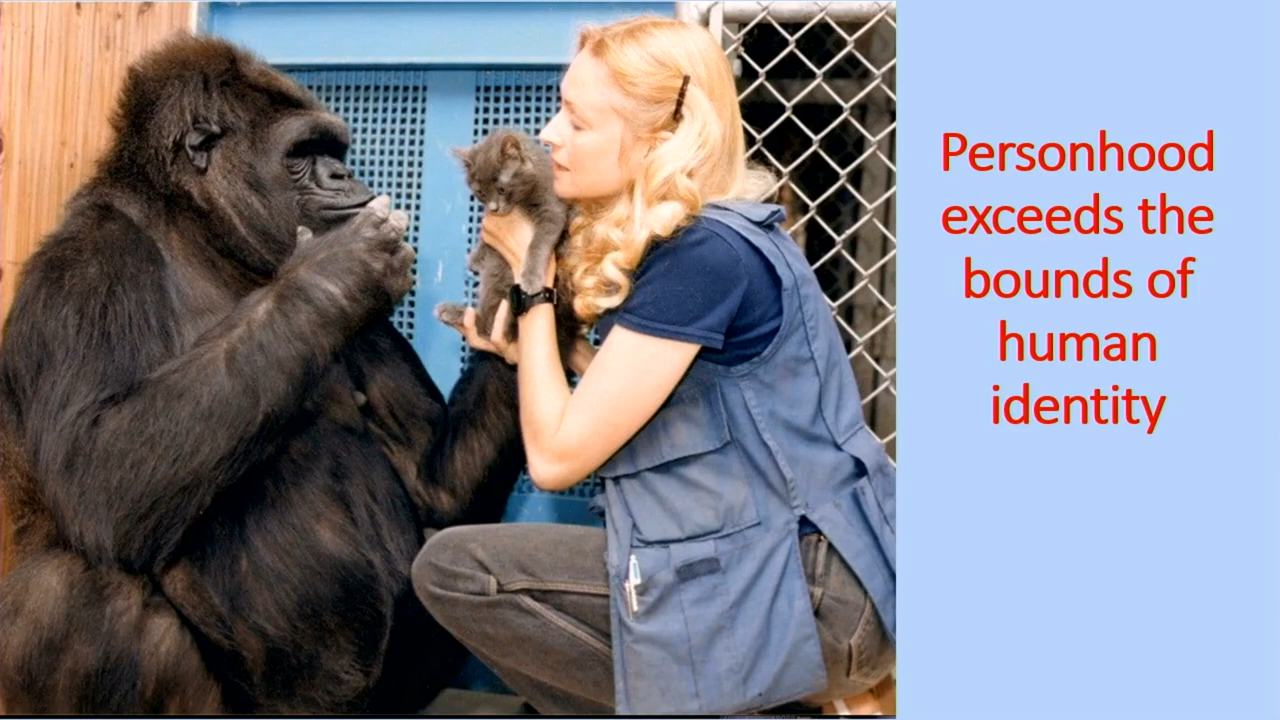 Personhood
exceeds the
bounds of
human
identity